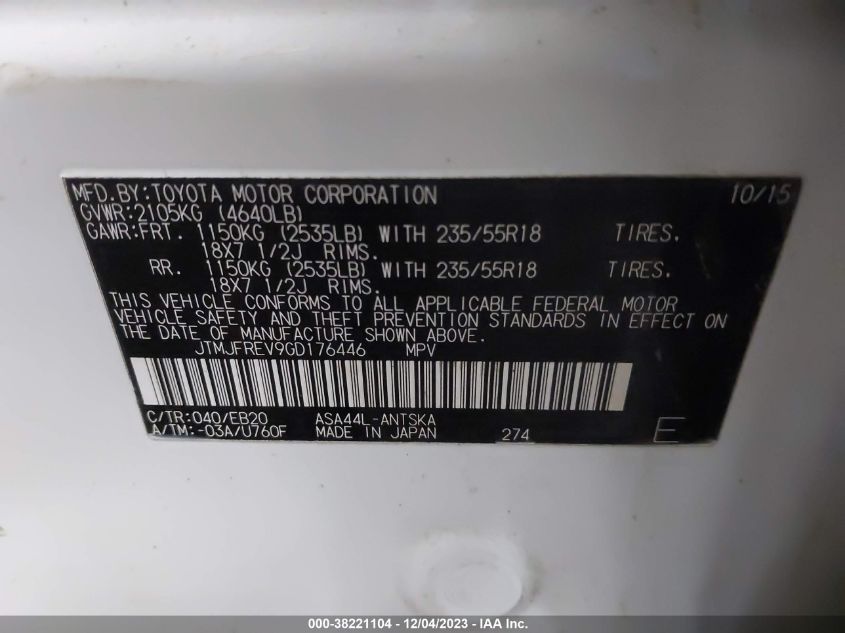 MFD.BY:TOYOTA MOTOR CORPORATION 10/15
GVWR:2105KG (4640LB)
GAWR:FRT. 1150KG (2535LB) WITH 235/55R18 TIRES.
18X7 1/2J RIMS.
RR. 1150KG (2535LB) WITH 235/55R18 TIRES.
18X7 1/2J RIMS.
THIS VEHICLE CONFORMS TO ALL APPLICABLE FEDERAL MOTOR
VEHICLE SAFETY AND THEFT PREVENTION STANDARDS IN EFFECT ON
THE DATE OF MANUFACTURE SHOWN ABOVE.
JTMJFREV9GD176446 MPV
C/TR:040/EB20 ASA44L-ANTSKA
A/TM:-03A/U760F MADE IN JAPAN 274 E
000-38221104 - 12/04/2023 - IAA, Inc.